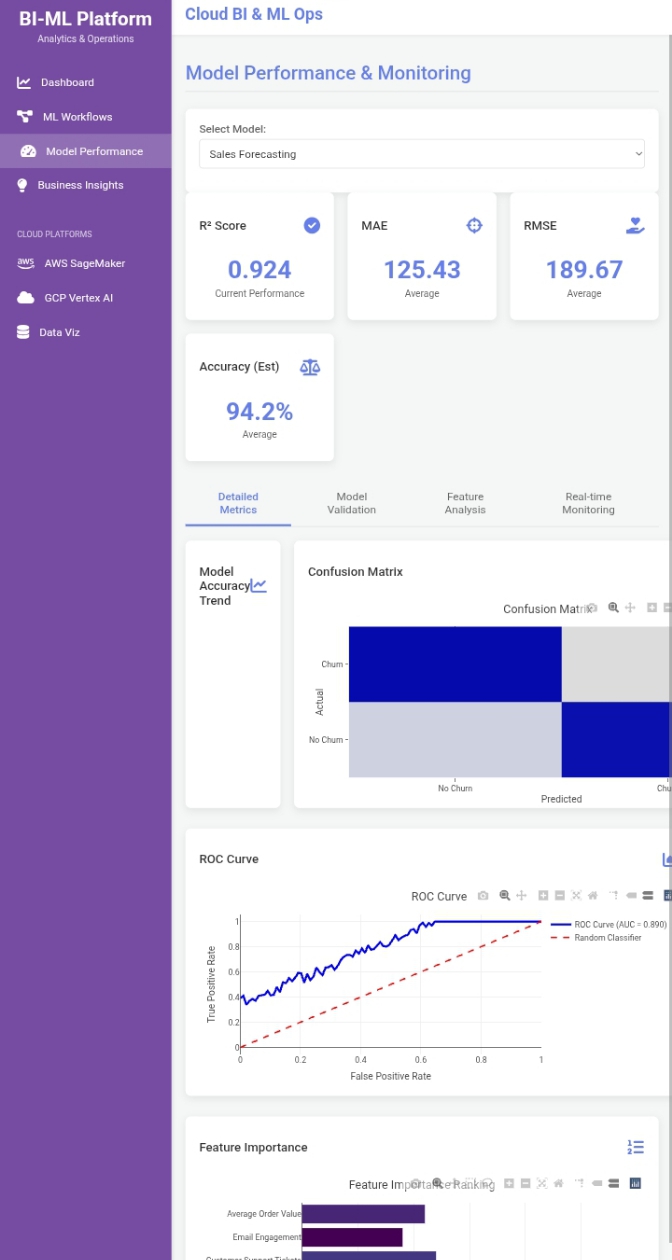 BI-ML Platform
Analytics & Operations
Dashboard
ML Workflows
Model Performance
Business Insights
CLOUD PLATFORMS
aws
AWS SageMaker
GCP Vertex AI
Data Viz
Cloud BI & ML Ops
Model Performance & Monitoring
Select Model:
Sales Forecasting
R² Score
0.924
Current Performance
MAE
125.43
Average
RMSE
189.67
Average
Accuracy (Est)
94.2%
Average
Detailed
Metrics
Model
Validation
Feature
Analysis
Real-time
Monitoring
Model
Accuracy
Trend
Confusion Matrix
Confusion Matrix
Actual
Churn
No Churn
No Churn
Chu
Predicted
ROC Curve
ROC Curve
ROC Curve (AUC = 0.890)
Random Classifier
True Positive Rate
1
0.8
0.6
0.4
0.2
0
0
0.2
0.4
0.6
0.8
1
False Positive Rate
Feature Importance
Feature Importance Ranking
Average Order Value
Email Engagement
Customer Support Tickets